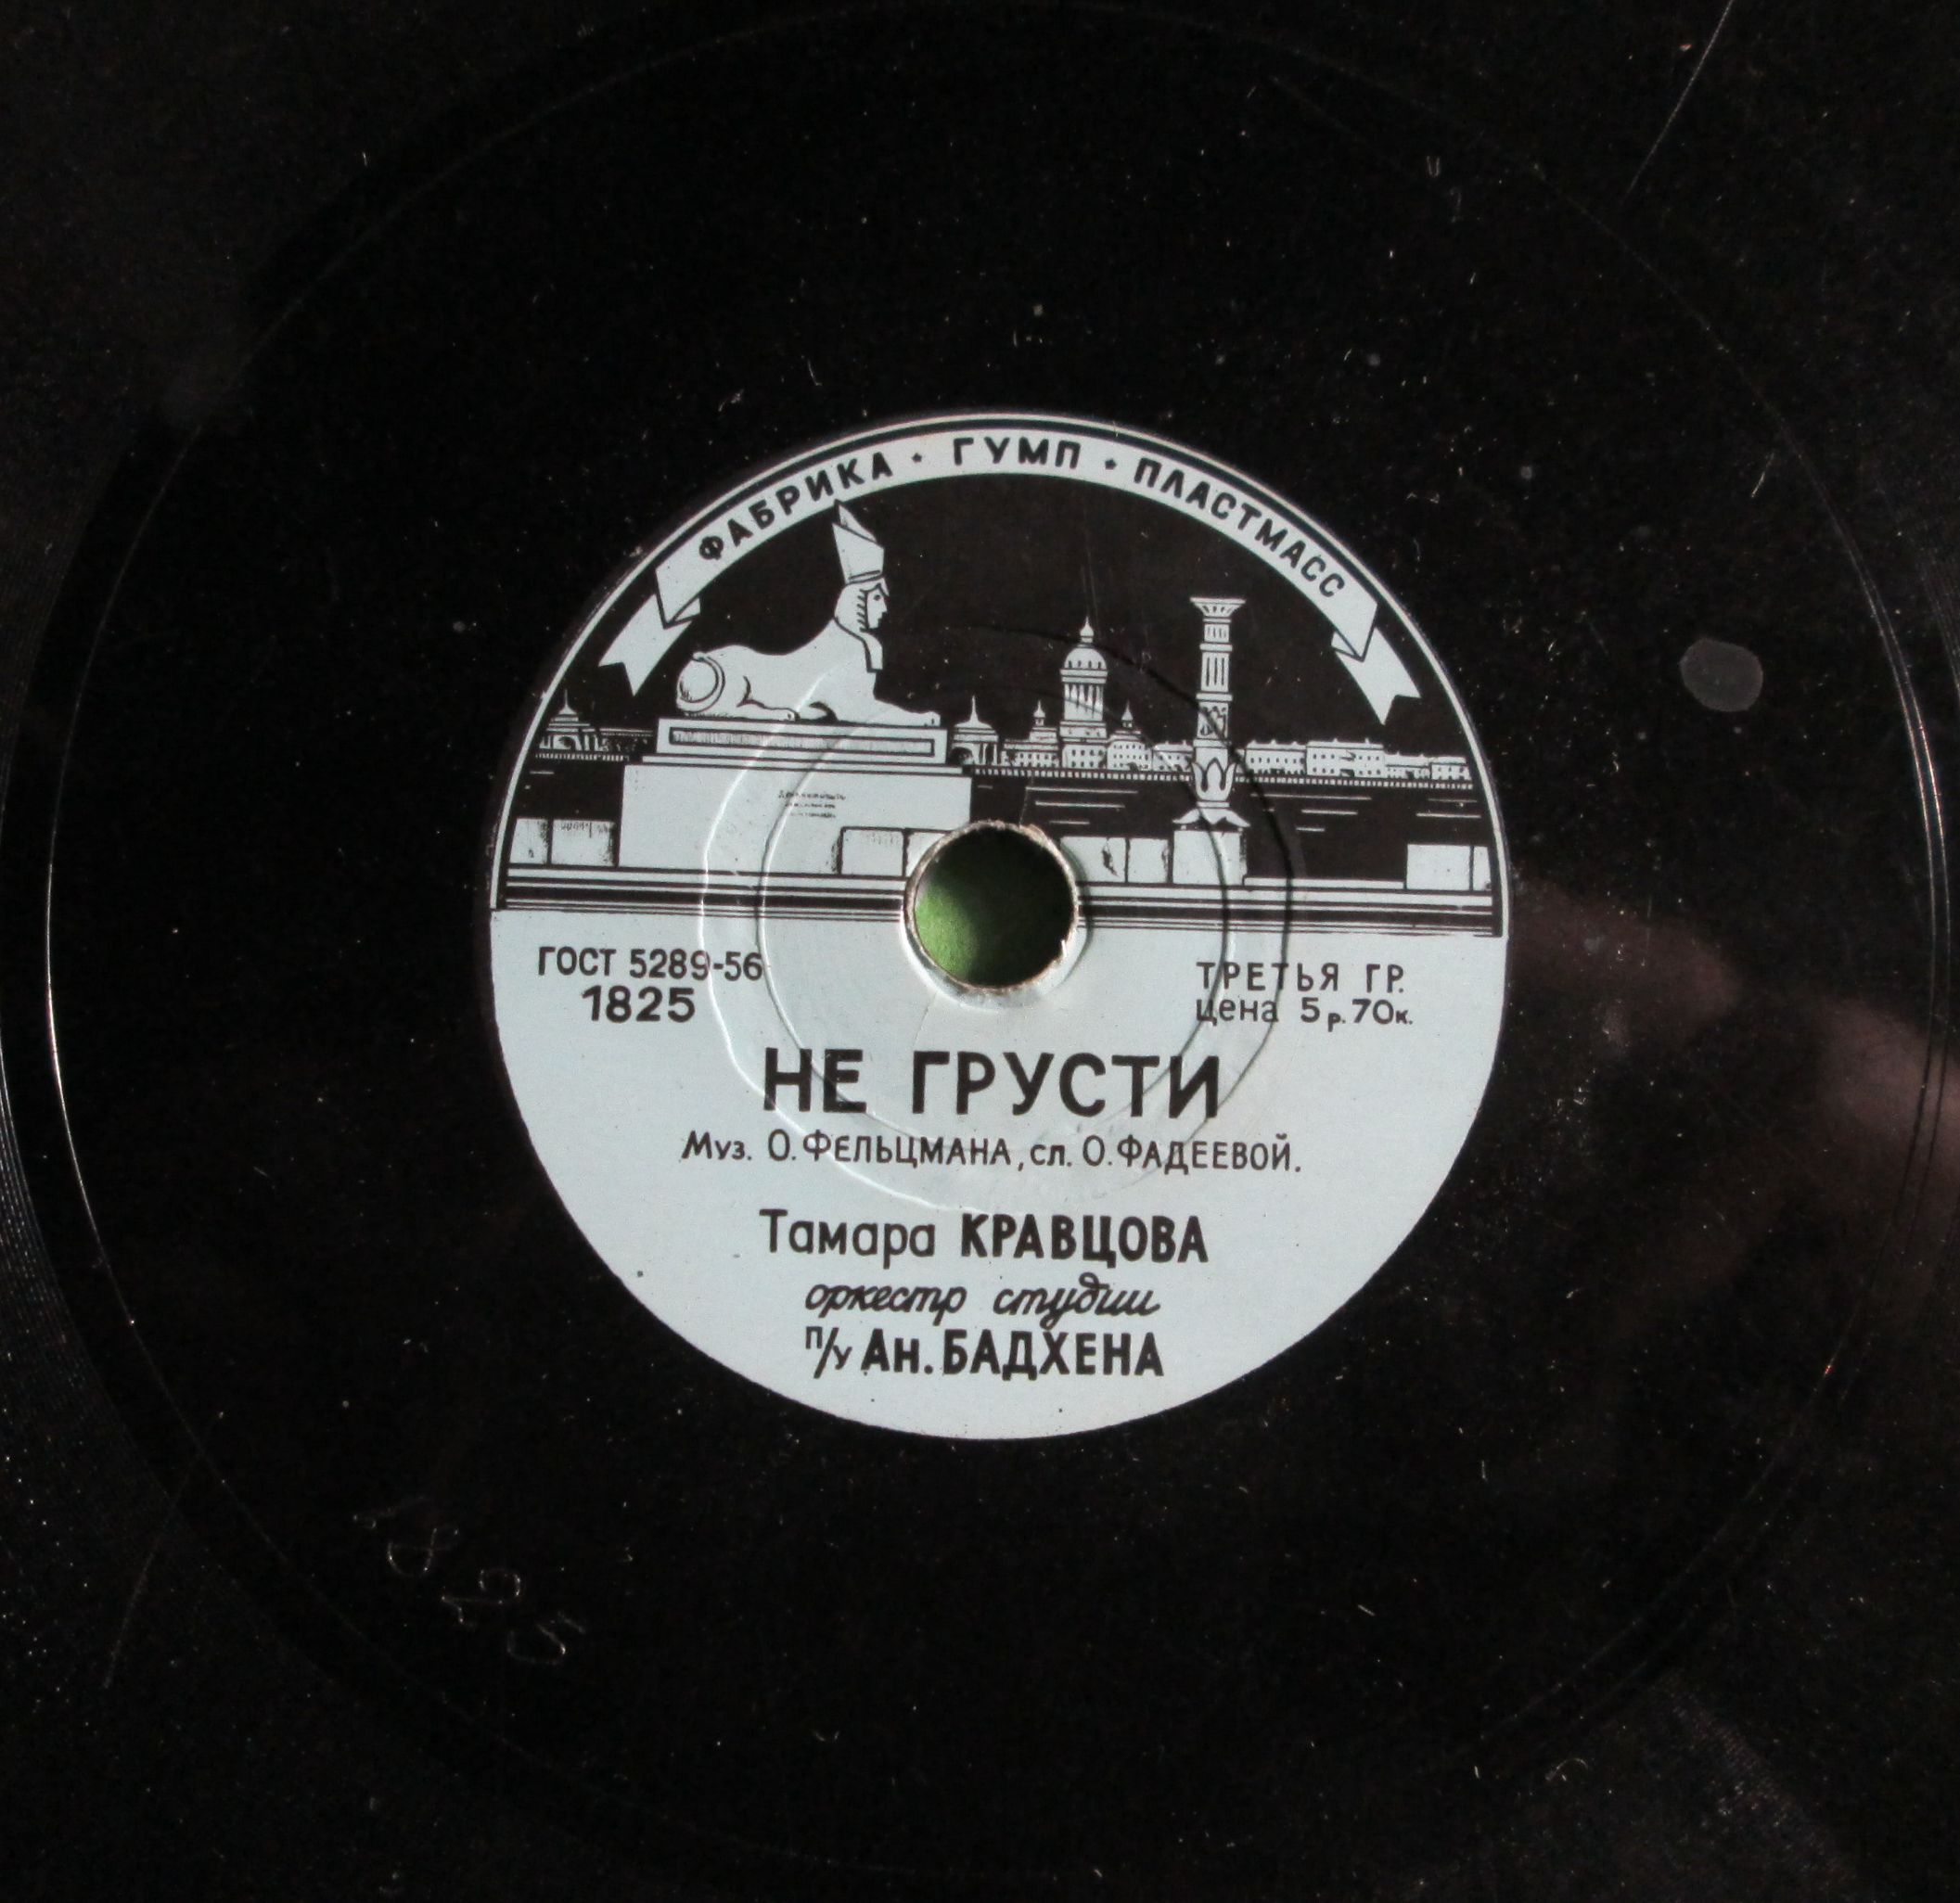 ФАБРИКА • ГУМП • ПЛАСТМАСС
ГОСТ 5289-56
1825
ТРЕТЬЯ ГР.
цена 5р.70к.
НЕ ГРУСТИ
Муз. О.ФЕЛЬЦМАНА, сл. О.ФАДЕЕВОЙ.
Тамара КРАВЦОВА
оркестр студии
п/у Ан. БАДХЕНА
1825